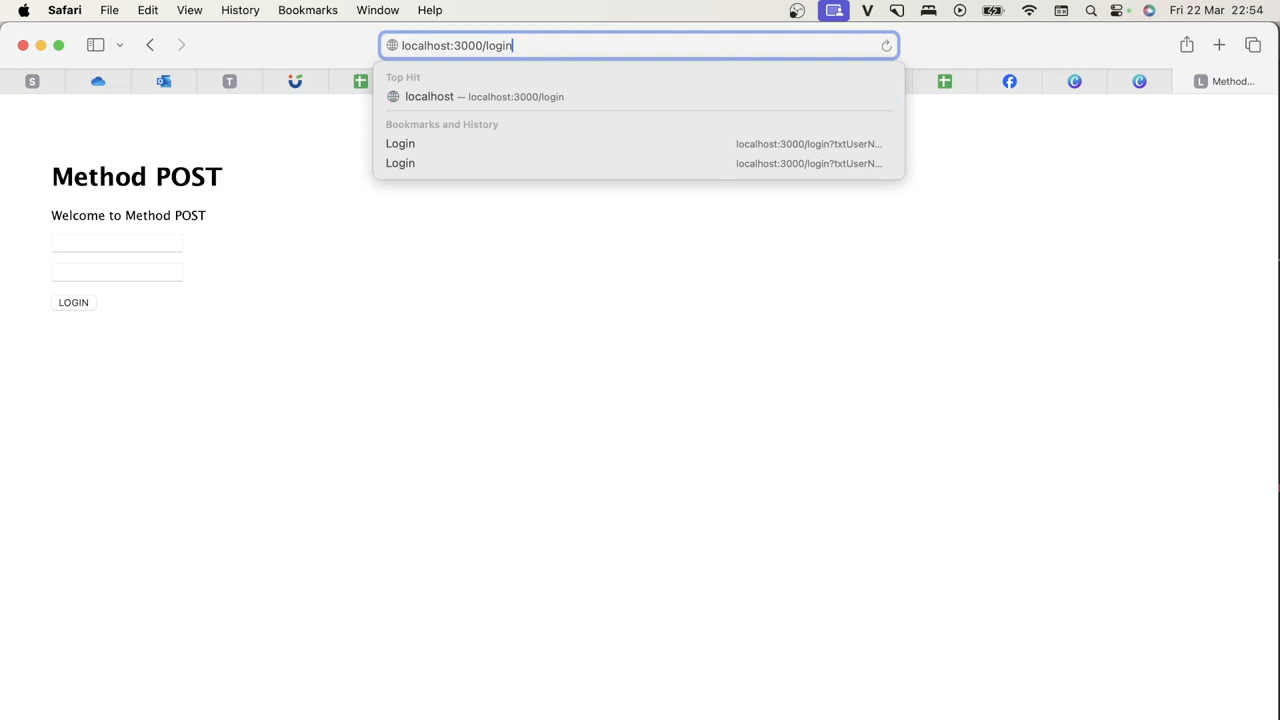 Safari File Edit View History Bookmarks Window Help Fri 22 Mar 22:54
localhost:3000/login
S T L Method...
Top Hit
localhost — localhost:3000/login
Bookmarks and History
Login localhost:3000/login?txtUserN...
Login localhost:3000/login?txtUserN...
Method POST
Welcome to Method POST
LOGIN